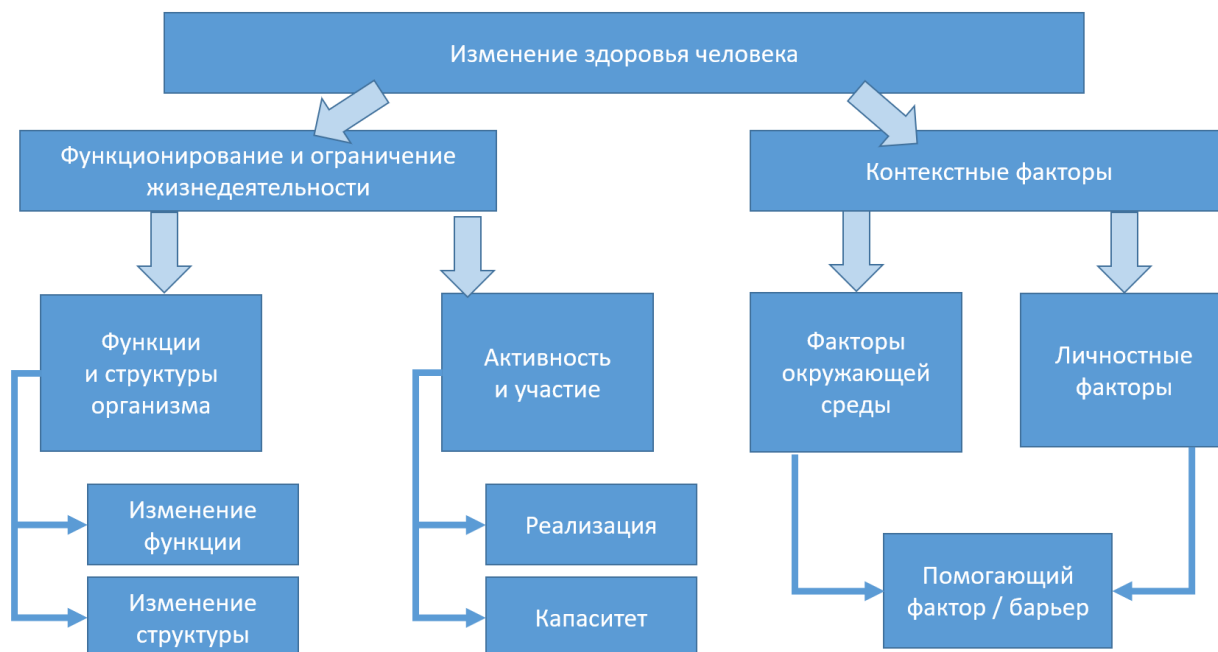 Изменение здоровья человека
Функционирование и ограничение
жизнедеятельности
Контекстные факторы
Функции
и структуры
организма
Активность
и участие
Факторы
окружающей
среды
Личностные
факторы
Изменение
функции
Реализация
Помогающий
фактор / барьер
Изменение
структуры
Капаситет